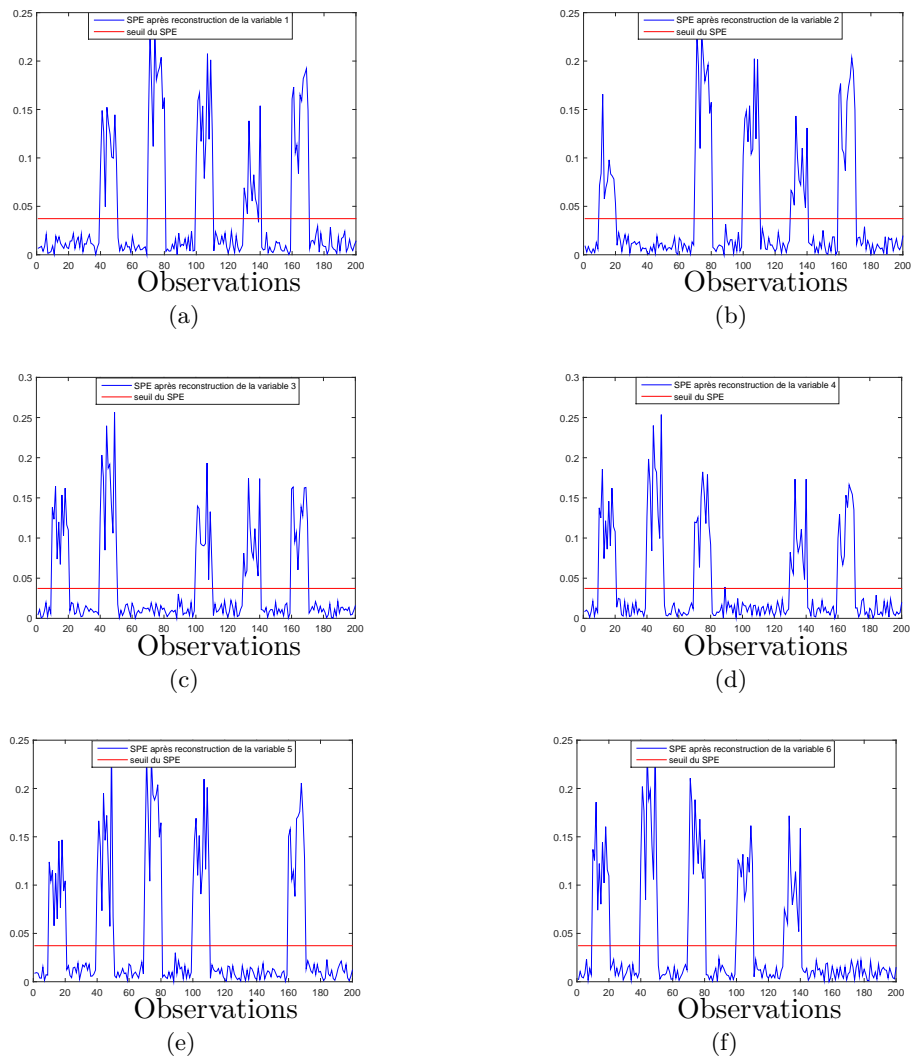 SPE après reconstruction de la variable 1
seuil du SPE
0.25
0.2
0.15
0.1
0.05
0
0 20 40 60 80 100 120 140 160 180 200
Observations
(a)
SPE après reconstruction de la variable 2
seuil du SPE
0.25
0.2
0.15
0.1
0.05
0
0 20 40 60 80 100 120 140 160 180 200
Observations
(b)
SPE après reconstruction de la variable 3
seuil du SPE
0.3
0.25
0.2
0.15
0.1
0.05
0
0 20 40 60 80 100 120 140 160 180 200
Observations
(c)
SPE après reconstruction de la variable 4
seuil du SPE
0.3
0.25
0.2
0.15
0.1
0.05
0
0 20 40 60 80 100 120 140 160 180 200
Observations
(d)
SPE après reconstruction de la variable 5
seuil du SPE
0.25
0.2
0.15
0.1
0.05
0
0 20 40 60 80 100 120 140 160 180 200
Observations
(e)
SPE après reconstruction de la variable 6
seuil du SPE
0.25
0.2
0.15
0.1
0.05
0
0 20 40 60 80 100 120 140 160 180 200
Observations
(f)